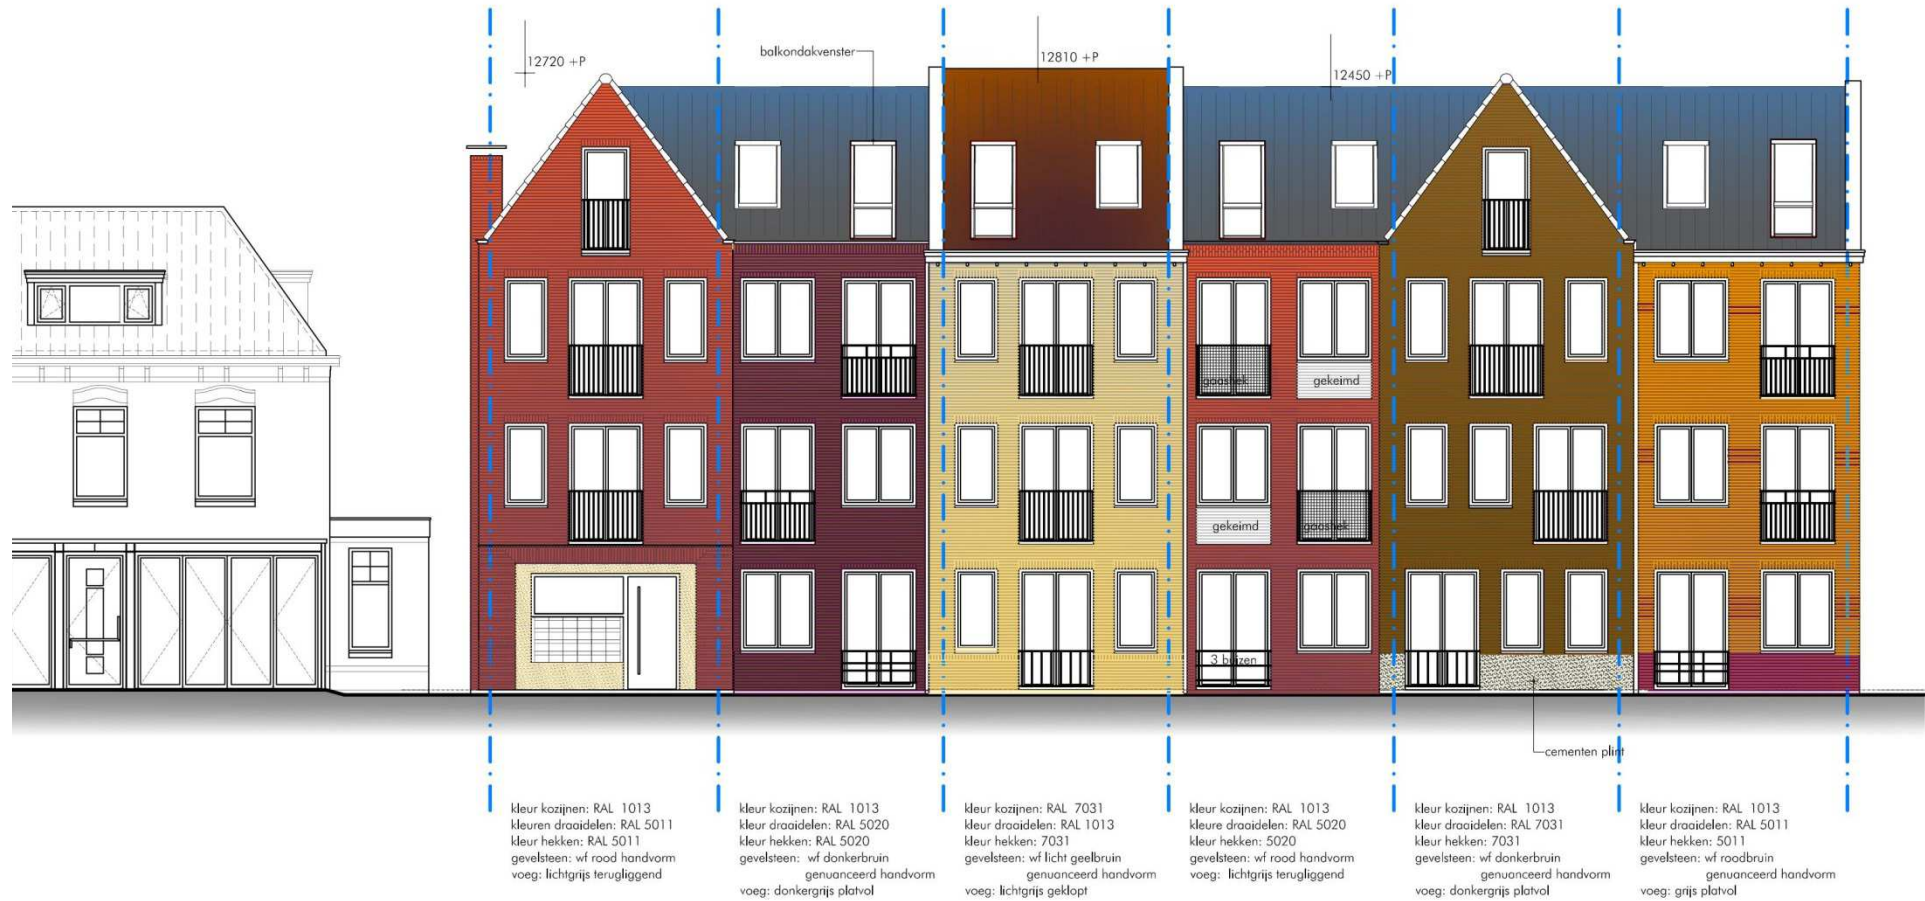 balkondakvenster
12720 +P
12810 +P
12450 +P
gaashek
gekeimd
gekeimd
gaashek
3 buizen
cementen plint
kleur kozijnen: RAL 1013
kleuren draaidelen: RAL 5011
kleur hekken: RAL 5011
gevelsteen: wf rood handvorm
voeg: lichtgrijs terugliggend
kleur kozijnen: RAL 1013
kleur draaidelen: RAL 5020
kleur hekken: RAL 5020
gevelsteen: wf donkerbruin
genuanceerd handvorm
voeg: donkergrijs platvol
kleur kozijnen: RAL 7031
kleur draaidelen: RAL 1013
kleur hekken: 7031
gevelsteen: wf licht geelbruin
genuanceerd handvorm
voeg: lichtgrijs geklopt
kleur kozijnen: RAL 1013
kleure draaidelen: RAL 5020
kleur hekken: 5020
gevelsteen: wf rood handvorm
voeg: lichtgrijs terugliggend
kleur kozijnen: RAL 1013
kleur draaidelen: RAL 7031
kleur hekken: 7031
gevelsteen: wf donkerbruin
genuanceerd handvorm
voeg: donkergrijs platvol
kleur kozijnen: RAL 1013
kleur draaidelen: RAL 5011
kleur hekken: 5011
gevelsteen: wf roodbruin
genuanceerd handvorm
voeg: grijs platvol